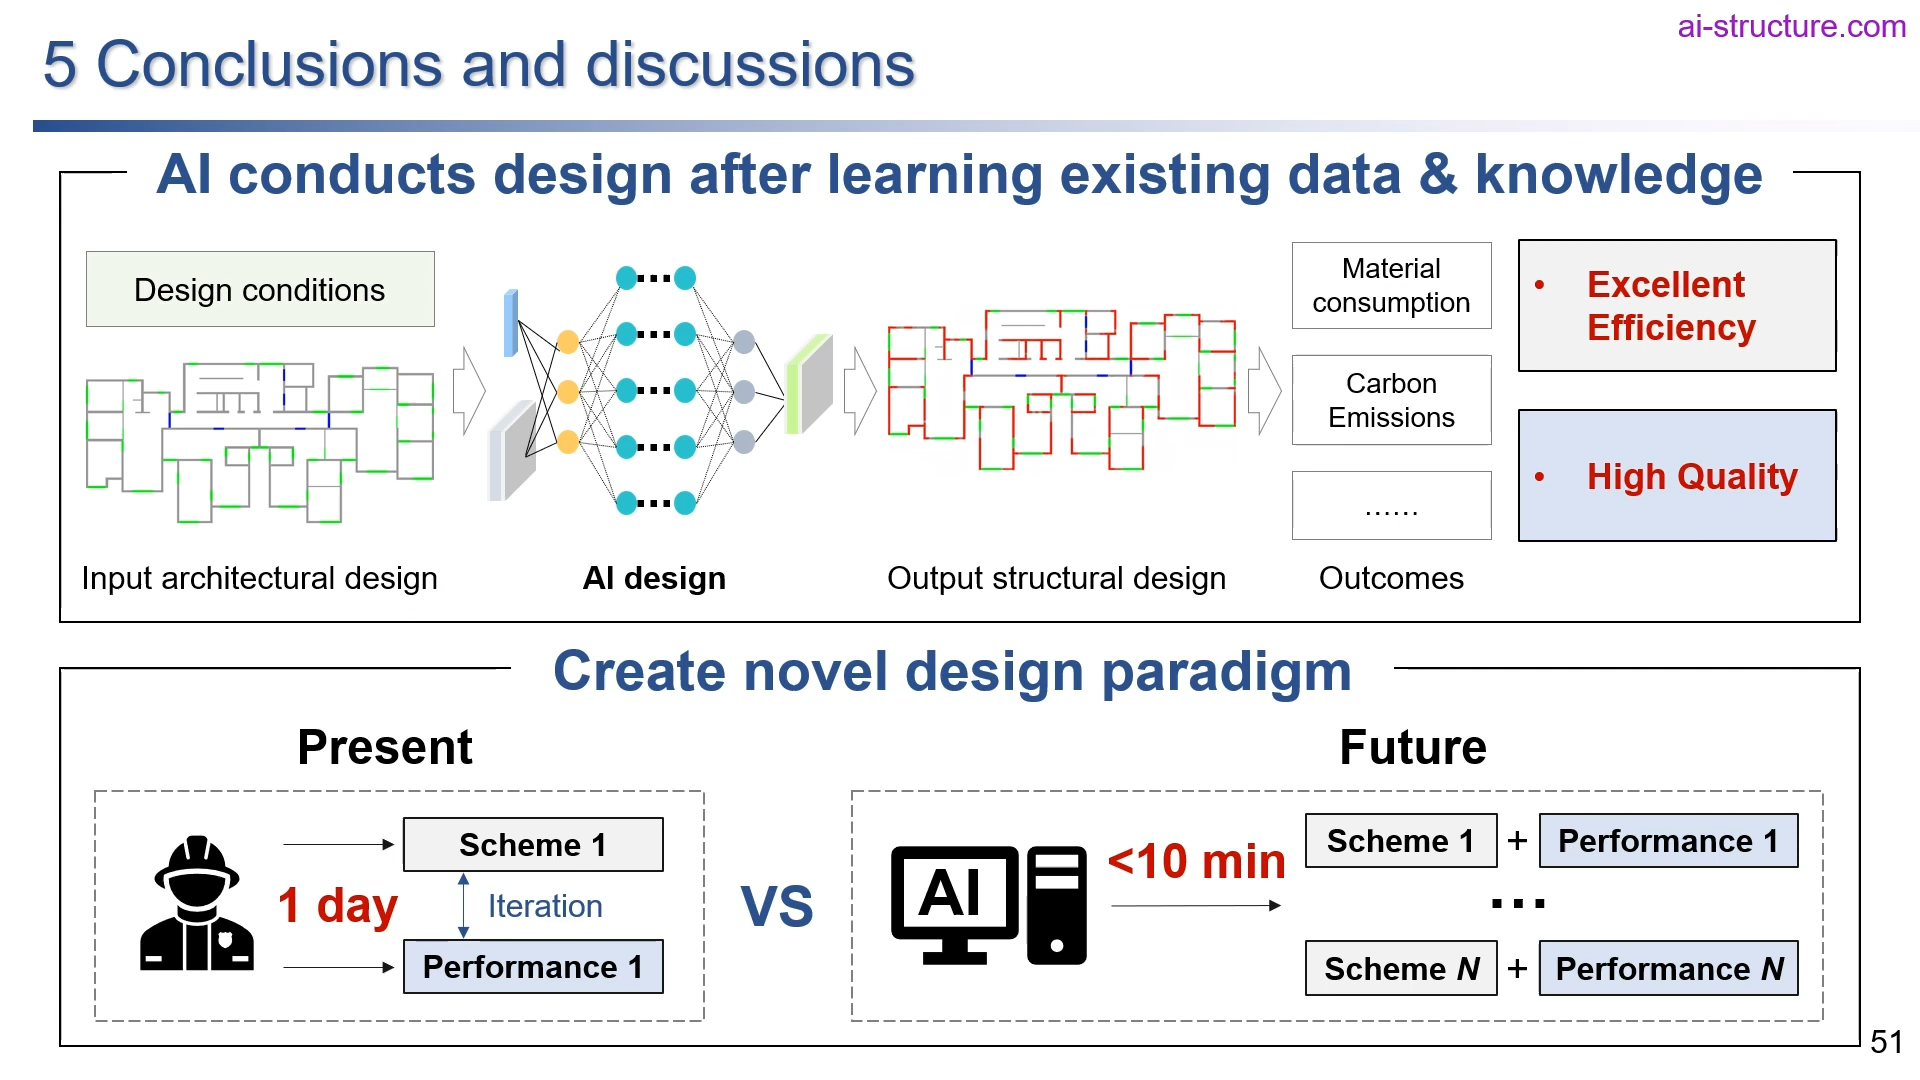 ai-structure.com
5 Conclusions and discussions
AI conducts design after learning existing data & knowledge
Design conditions
Input architectural design
AI design
Output structural design
Material
consumption
Carbon
Emissions
......
Outcomes
• Excellent
Efficiency
• High Quality
Create novel design paradigm
Present
1 day
Scheme 1
Iteration
Performance 1
VS
Future
AI
<10 min
Scheme 1 + Performance 1
...
Scheme N + Performance N
51